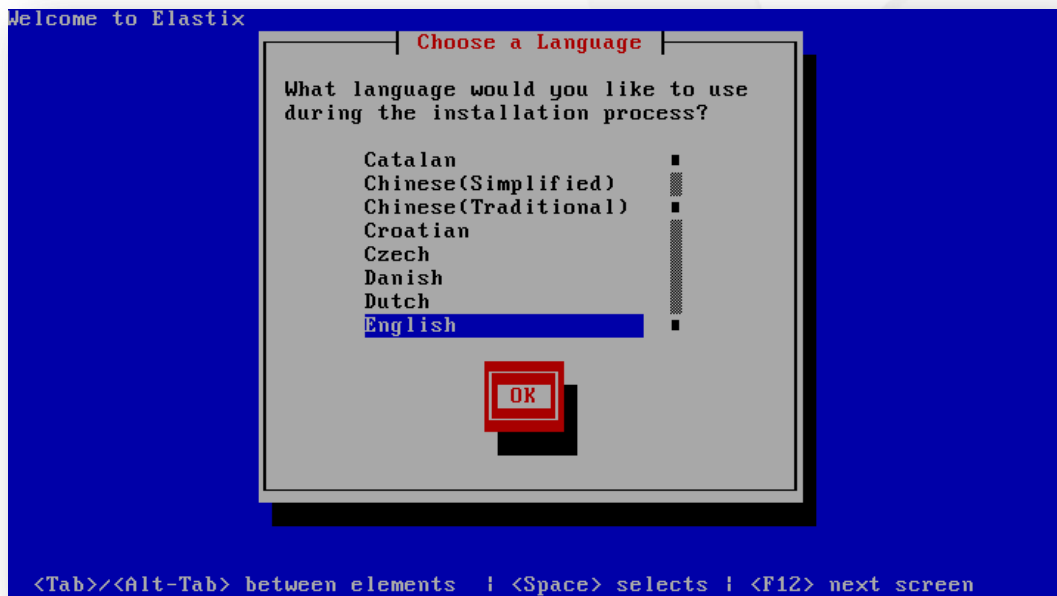 Welcome to Elastix
Choose a Language
What language would you like to use
during the installation process?
Catalan
Chinese(Simplified)
Chinese(Traditional)
Croatian
Czech
Danish
Dutch
English
OK
<Tab>/<Alt-Tab> between elements | <Space> selects | <F12> next screen